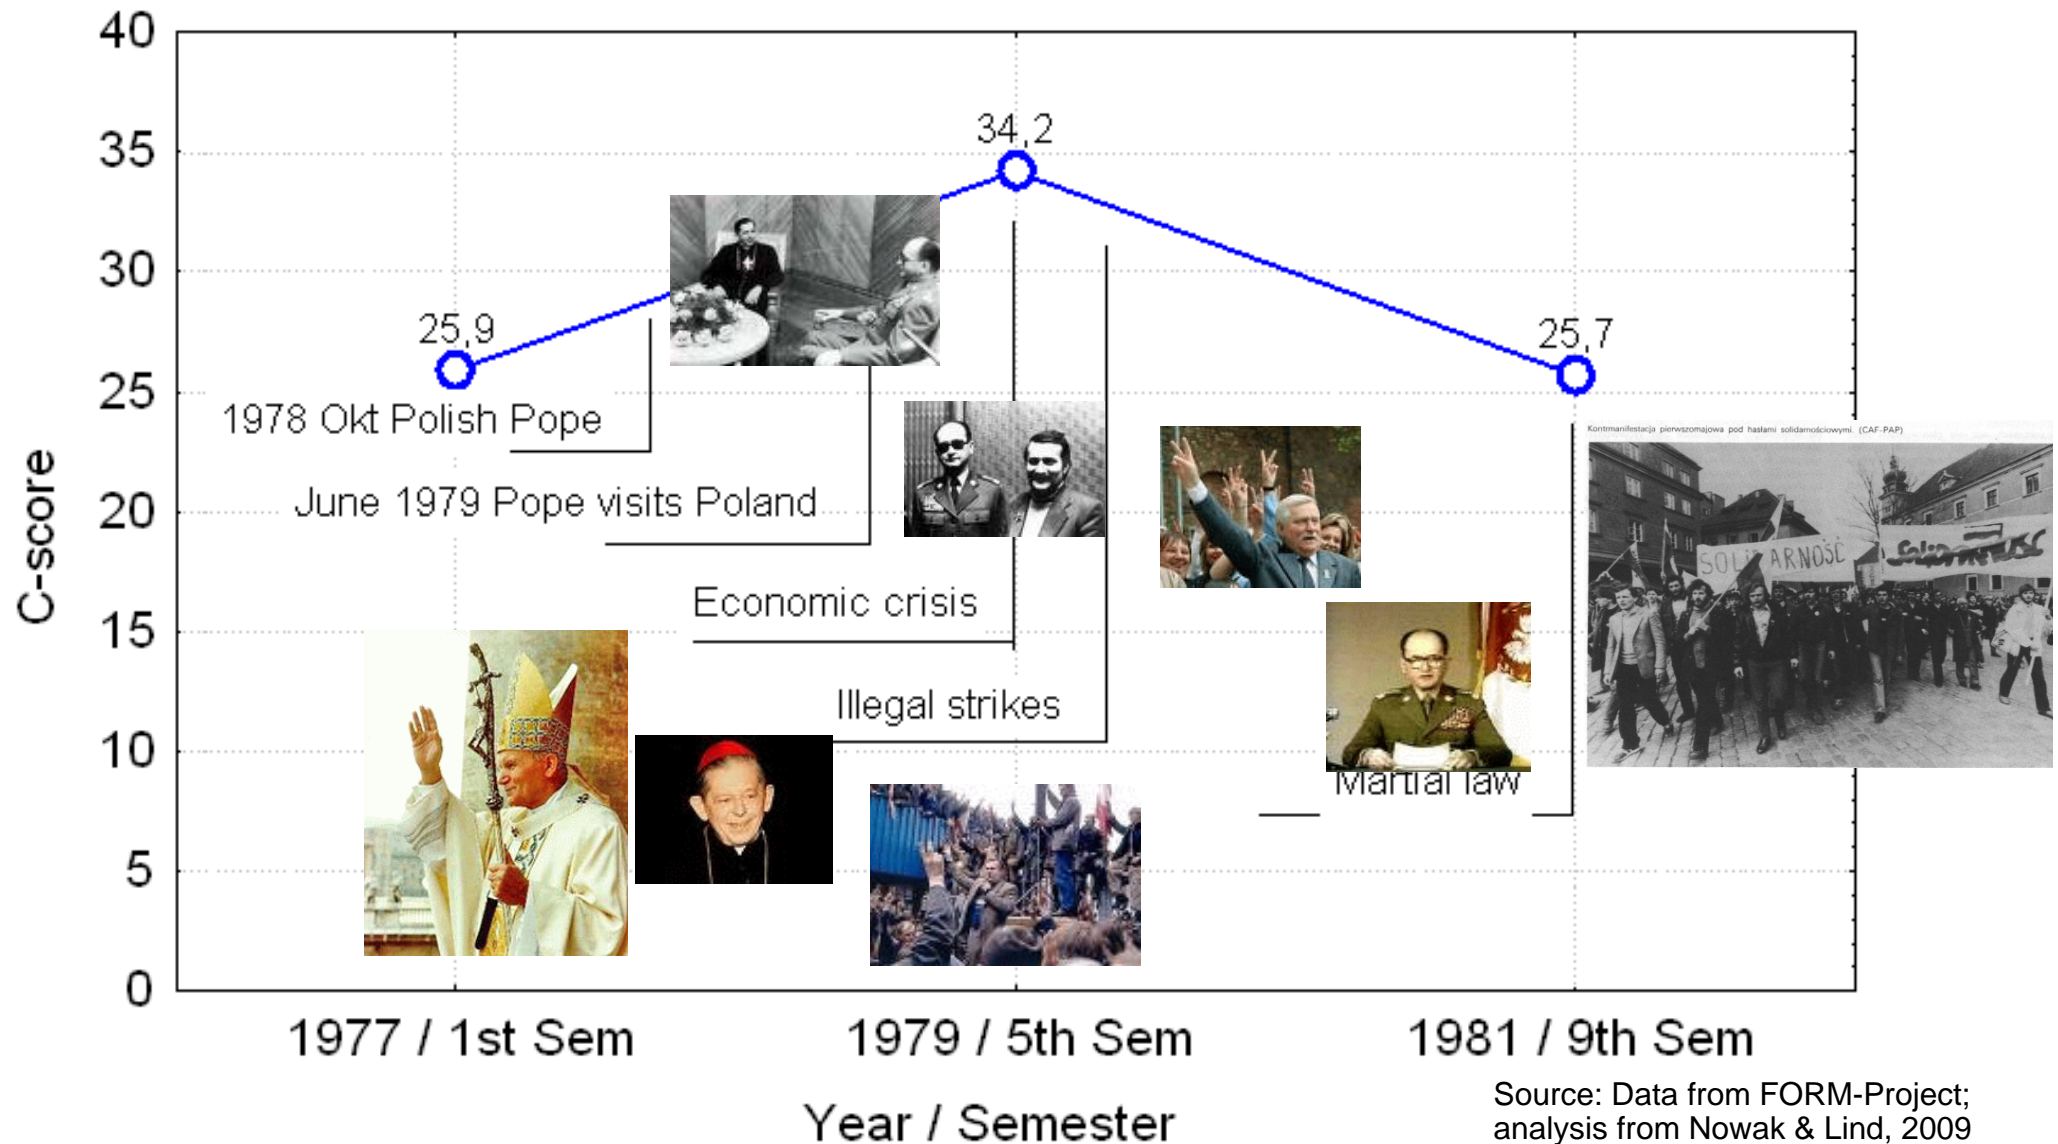 40
35
30
25
20
15
10
5
0
C-score
25,9
34,2
25,7
1978 Okt Polish Pope
June 1979 Pope visits Poland
Economic crisis
Illegal strikes
Martial law
Kontrmanifestacja pierwszomajowa pod hasłami solidarnościowymi. (CAF-PAP)
SOLIDARNOŚĆ
Solidarność
1977 / 1st Sem
1979 / 5th Sem
1981 / 9th Sem
Year / Semester
Source: Data from FORM-Project;
analysis from Nowak & Lind, 2009